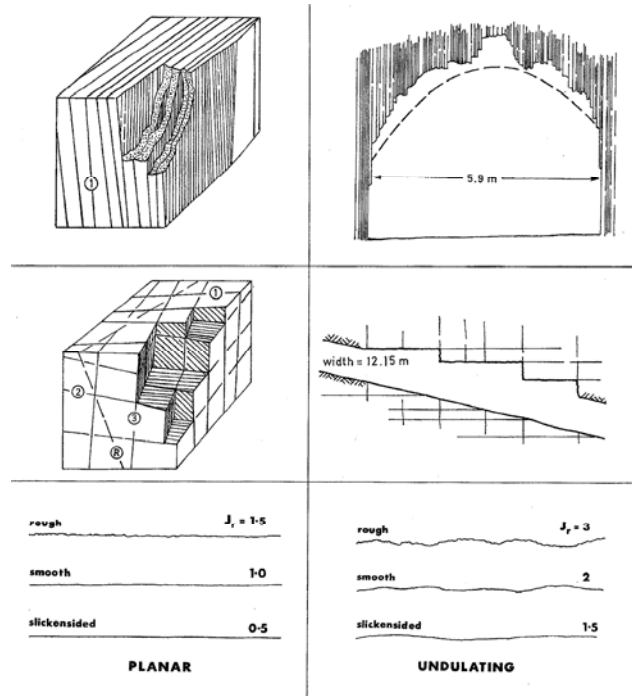 ①
5.9 m
①
②
③
Ⓡ
width = 12.15 m
rough Jr = 1·5
smooth 1·0
slickensided 0·5
PLANAR
rough Jr = 3
smooth 2
slickensided 1·5
UNDULATING